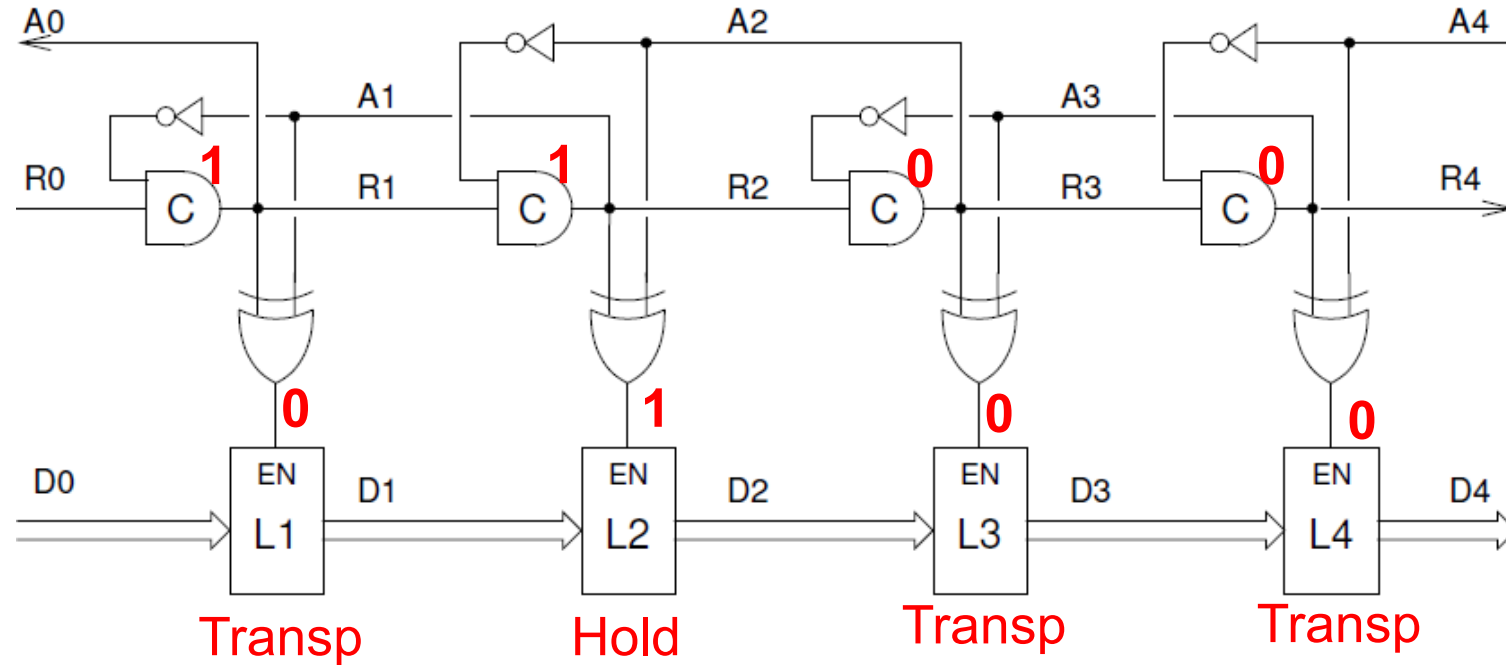 A0 A2 A4
A1 A3
1 1 0 0
R0 R1 R2 R3 R4
C C C C
0 1 0 0
EN EN EN EN
D0 D1 D2 D3 D4
L1 L2 L3 L4
Transp Hold Transp Transp